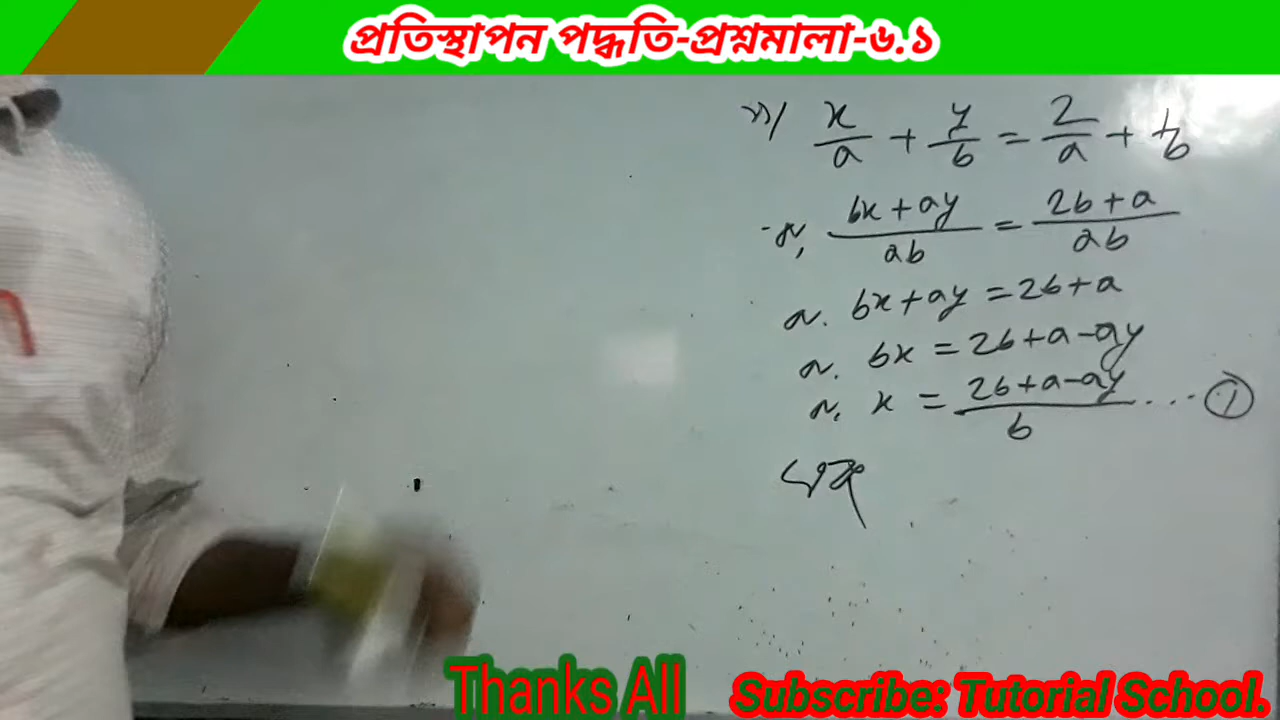 প্রতিস্থাপন পদ্ধতি-প্রশ্নমালা-৬.১
x/a + y/b = 2/a + 1/b
বা, (bx + ay)/ab = (2b + a)/ab
বা, bx + ay = 2b + a
বা, bx = 2b + a - ay
বা, x = (2b + a - ay)/b ... ①
Thanks All
Subscribe: Tutorial School.